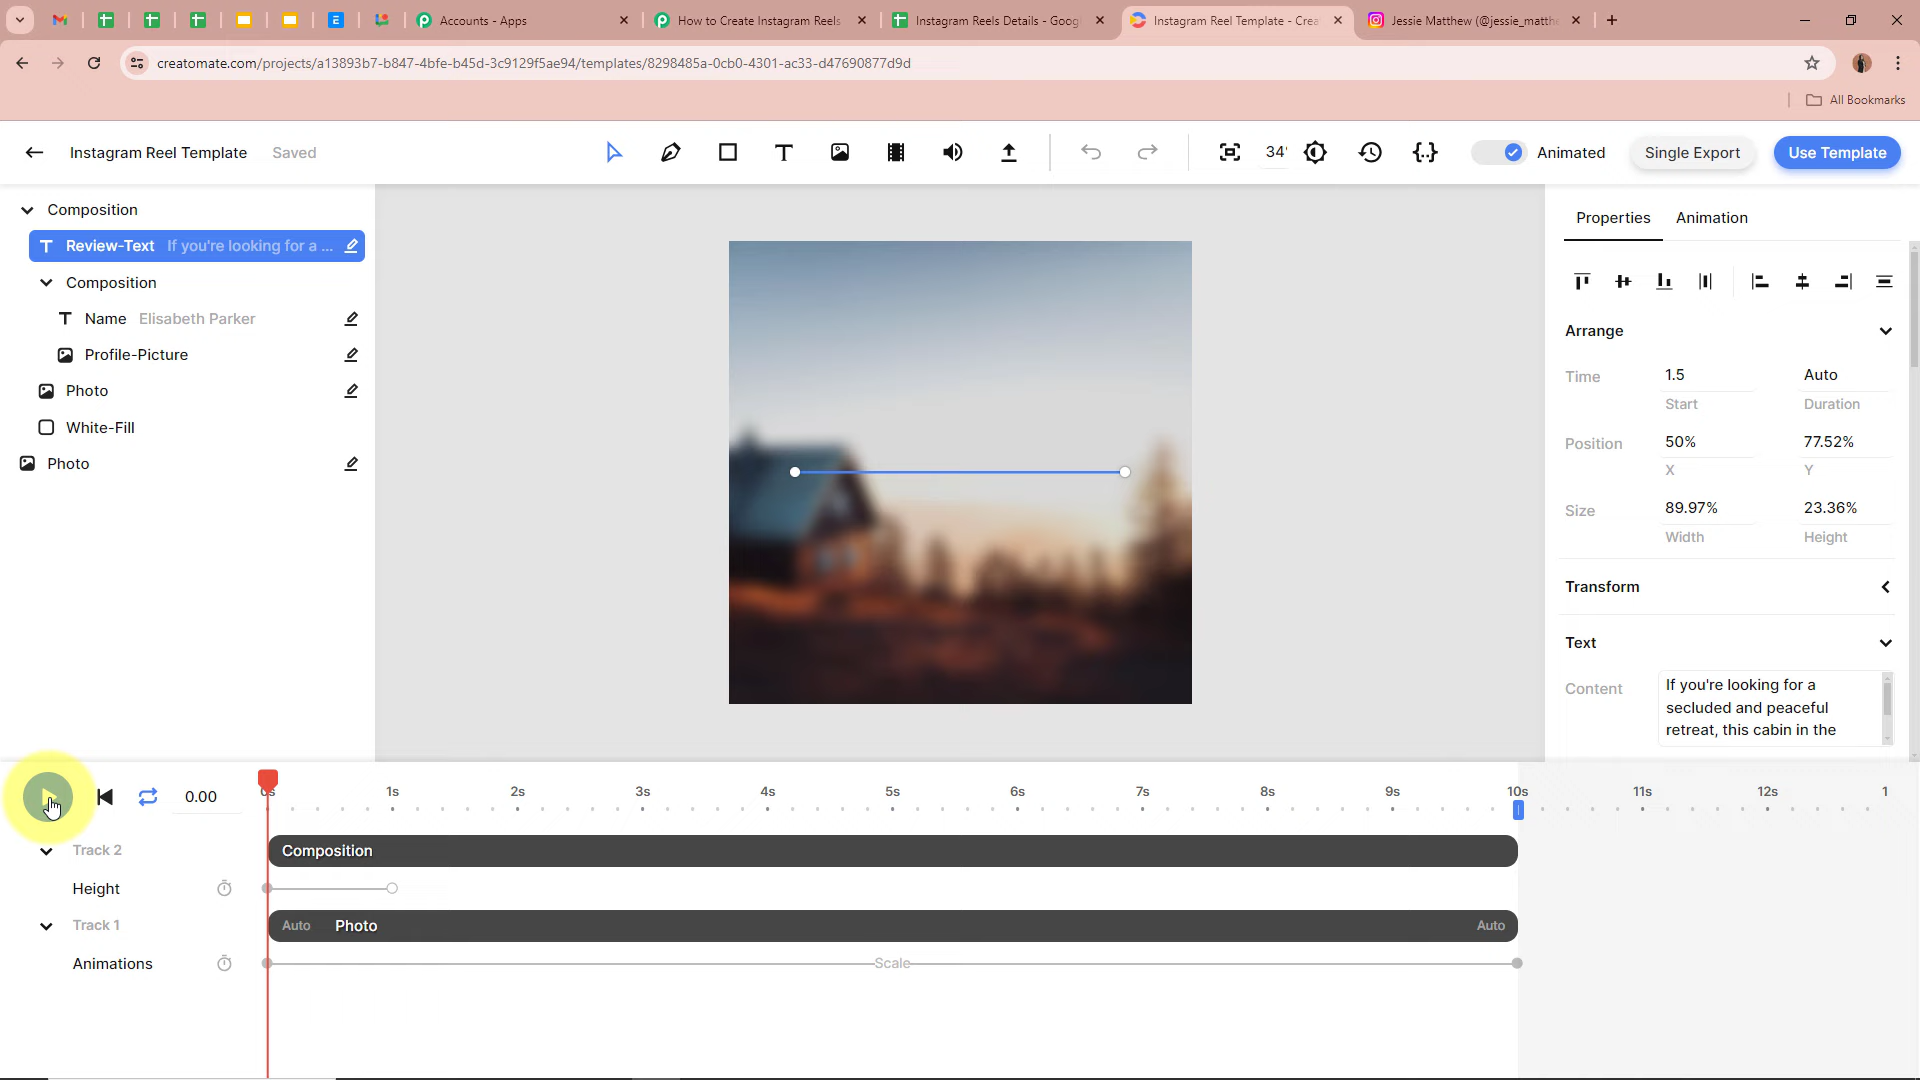 Accounts - Apps
How to Create Instagram Reels
Instagram Reels Details - Googl
Instagram Reel Template - Crea
Jessie Matthew (@jessie_matthe
creatomate.com/projects/a13893b7-b847-4bfe-b45d-3c9129f5ae94/templates/8298485a-0cb0-4301-ac33-d47690877d9d
All Bookmarks
Instagram Reel Template Saved
T
34'
Animated
Single Export
Use Template
Composition
T Review-Text If you're looking for a ...
Composition
T Name Elisabeth Parker
Profile-Picture
Photo
White-Fill
Photo
Properties Animation
Arrange
Time 1.5 Auto
Start Duration
Position 50% 77.52%
X Y
Size 89.97% 23.36%
Width Height
Transform
Text
Content If you're looking for a
secluded and peaceful
retreat, this cabin in the
0.00
0s 1s 2s 3s 4s 5s 6s 7s 8s 9s 10s 11s 12s 1
Track 2 Composition
Height
Track 1 Auto Photo Auto
Animations Scale